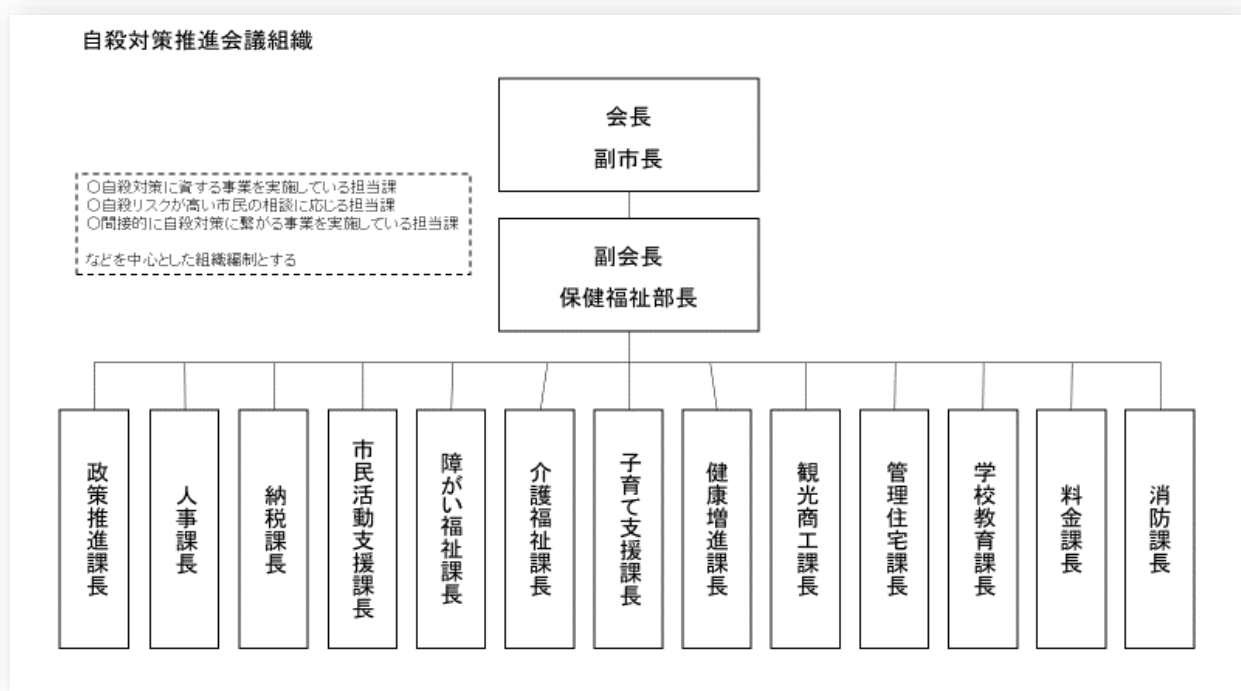 自殺対策推進会議組織
会長
副市長
○自殺対策に資する事業を実施している担当課
○自殺リスクが高い市民の相談に応じる担当課
○間接的に自殺対策に繋がる事業を実施している担当課
などを中心とした組織編制とする
副会長
保健福祉部長
政策推進課長
人事課長
納税課長
市民活動支援課長
障がい福祉課長
介護福祉課長
子育て支援課長
健康増進課長
観光商工課長
管理住宅課長
学校教育課長
料金課長
消防課長